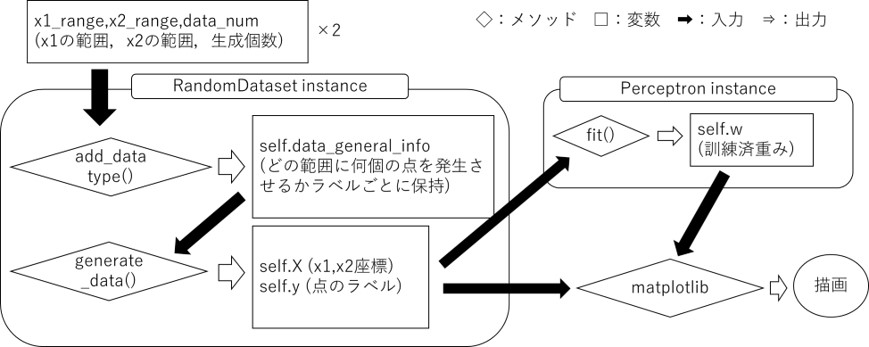 x1_range,x2_range,data_num
(x1の範囲，x2の範囲，生成個数)
×2
◇：メソッド □：変数 ➡：入力 ⇒：出力
RandomDataset instance
add_data
type()
self.data_general_info
(どの範囲に何個の点を発生さ
せるかラベルごとに保持)
generate
_data()
self.X (x1,x2座標)
self.y (点のラベル)
Perceptron instance
fit()
self.w
(訓練済重み)
matplotlib
描画